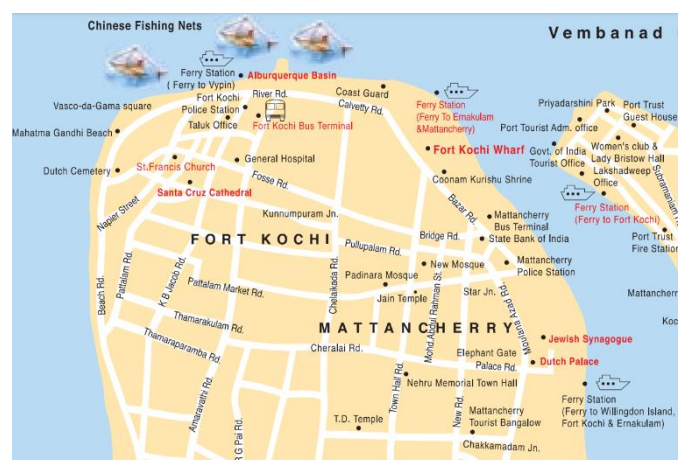 Chinese Fishing Nets
Vembanad
Ferry Station
( Ferry to Vypin)
Alburquerque Basin
River Rd.
Coast Guard
Calvetty Rd.
Ferry Station
(Ferry To Emakulam
&Mattancherry)
Fort Kochi
Police Station
Taluk Office
Fort Kochi Bus Terminal
Vasco-da-Gama square
Mahatma Gandhi Beach
Dutch Cemetery
St.Francis Church
Santa Cruz Cathedral
General Hospital
Fosse Rd.
Fort Kochi Wharf
Coonam Kurishu Shrine
Priyadarshini Park
Port Trust
Guest House
Port Tourist Adm. office
Govt. of India
Tourist Office
Women's club &
Lady Bristow Hall
Lakshadweep
Office
Subramaniam
Ferry Station
(Ferry to Fort Kochi)
Port Trust
Fire Station
Napier Street
Kunnumpuram Jn.
Bazar Rd.
Mattancherry
Bus Terminal
State Bank of India
Bridge Rd.
FORT KOCHI
Pullupalam Rd.
New Mosque
Mattancherry
Police Station
Padinara Mosque
Jain Temple
Star Jn.
Beach Rd.
Pattalam Rd.
K B Jacob Rd.
Pattalam Market Rd.
Chelaikada Rd.
Mohd.Abdul Rahman St.
Moulana Azad Rd.
Mattancherry
Koc
Thamarakulam Rd.
Thamaraparamba Rd.
MATTANCHERRY
Cheralai Rd.
Jewish Synagogue
Elephant Gate
Palace Rd.
Dutch Palace
Amaravathi Rd.
Town Hall Rd.
Nehru Memorial Town Hall
New Rd.
Ferry Station
(Ferry to Willingdon Island,
Fort Kochi & Ernakulam)
R G Pai Rd.
T.D. Temple
Mattancherry
Tourist Bangalow
Chakkamadam Jn.